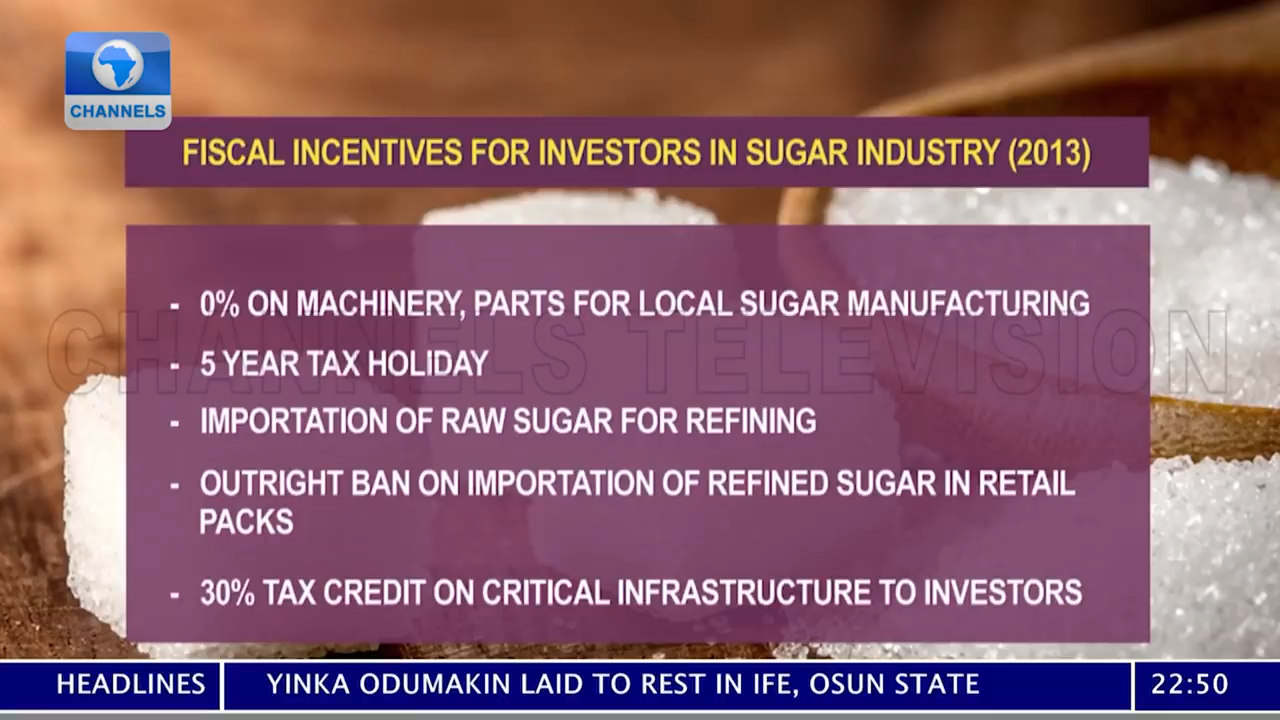 CHANNELS
FISCAL INCENTIVES FOR INVESTORS IN SUGAR INDUSTRY (2013)
- 0% ON MACHINERY, PARTS FOR LOCAL SUGAR MANUFACTURING
CHANNELS TELEVISION
- 5 YEAR TAX HOLIDAY
- IMPORTATION OF RAW SUGAR FOR REFINING
- OUTRIGHT BAN ON IMPORTATION OF REFINED SUGAR IN RETAIL
PACKS
- 30% TAX CREDIT ON CRITICAL INFRASTRUCTURE TO INVESTORS
HEADLINES YINKA ODUMAKIN LAID TO REST IN IFE, OSUN STATE 22:50